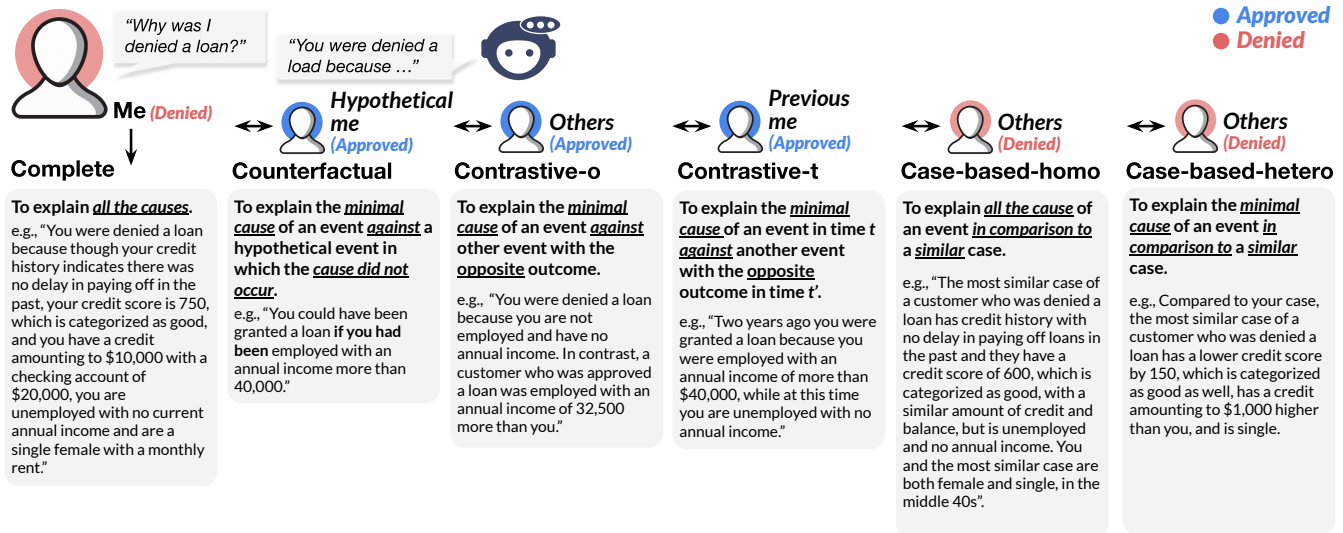 “Why was I
denied a loan?”
“You were denied a
load because …”
Approved
Denied
Me (Denied)
Hypothetical
me
(Approved)
Others
(Approved)
Previous
me
(Approved)
Others
(Denied)
Others
(Denied)
Complete
To explain all the causes.
e.g., “You were denied a loan
because though your credit
history indicates there was
no delay in paying off in the
past, your credit score is 750,
which is categorized as good,
and you have a credit
amounting to $10,000 with a
checking account of
$20,000, you are
unemployed with no current
annual income and are a
single female with a monthly
rent.”
Counterfactual
To explain the minimal
cause of an event against a
hypothetical event in
which the cause did not
occur.
e.g., “You could have been
granted a loan if you had
been employed with an
annual income more than
40,000.”
Contrastive-o
To explain the minimal
cause of an event against
other event with the
opposite outcome.
e.g., “You were denied a loan
because you are not
employed and have no
annual income. In contrast, a
customer who was approved
a loan was employed with an
annual income of 32,500
more than you.”
Contrastive-t
To explain the minimal
cause of an event in time t
against another event
with the opposite
outcome in time t’.
e.g., “Two years ago you were
granted a loan because you
were employed with an
annual income of more than
$40,000, while at this time
you are unemployed with no
annual income.”
Case-based-homo
To explain all the cause of
an event in comparison to
a similar case.
e.g., “The most similar case of
a customer who was denied a
loan has credit history with
no delay in paying off loans in
the past and they have a
credit score of 600, which is
categorized as good, with a
similar amount of credit and
balance, but is unemployed
and no annual income. You
and the most similar case are
both female and single, in the
middle 40s”.
Case-based-hetero
To explain the minimal
cause of an event in
comparison to a similar
case.
e.g., Compared to your case,
the most similar case of a
customer who was denied a
loan has a lower credit score
by 150, which is categorized
as good as well, has a credit
amounting to $1,000 higher
than you, and is single.